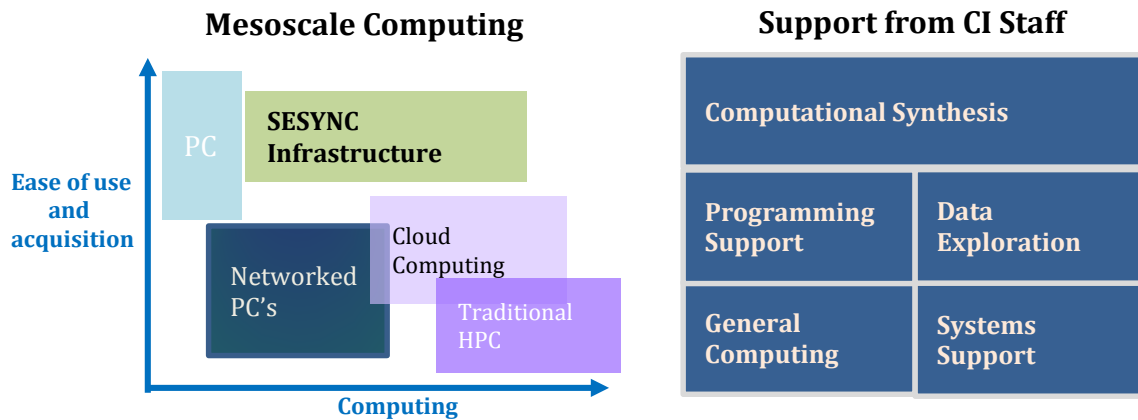 Mesoscale Computing
PC
SESYNC
Infrastructure
Ease of use
and
acquisition
Cloud
Computing
Networked
PC's
Traditional
HPC
Computing
Support from CI Staff
Computational Synthesis
Programming
Support
Data
Exploration
General
Computing
Systems
Support